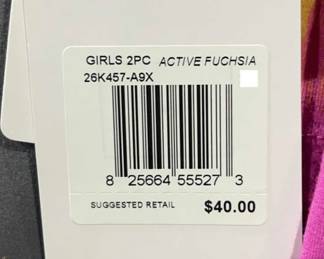 GIRLS 2PC ACTIVE FUCHSIA
26K457-A9X
8 25664 55527 3
SUGGESTED RETAIL $40.00